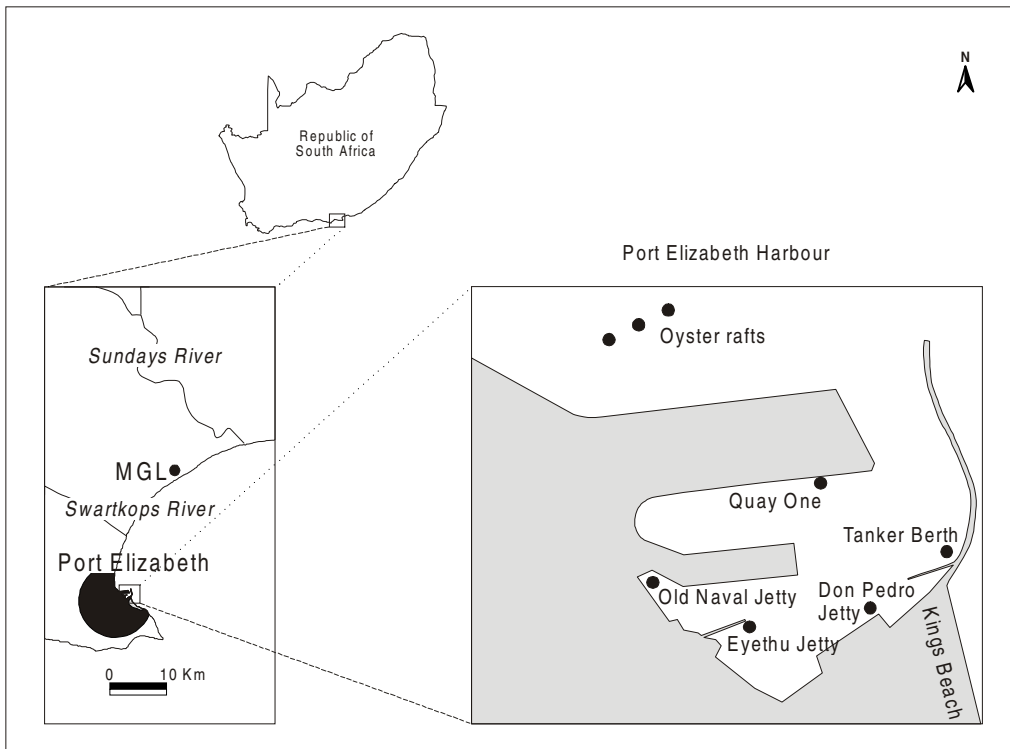 N
Republic of
South Africa
Port Elizabeth Harbour
Sundays River
MGL
Swartkops River
Port Elizabeth
0 10 Km
Oyster rafts
Quay One
Tanker Berth
Old Naval Jetty
Don Pedro
Jetty
Eyethu Jetty
Kings Beach